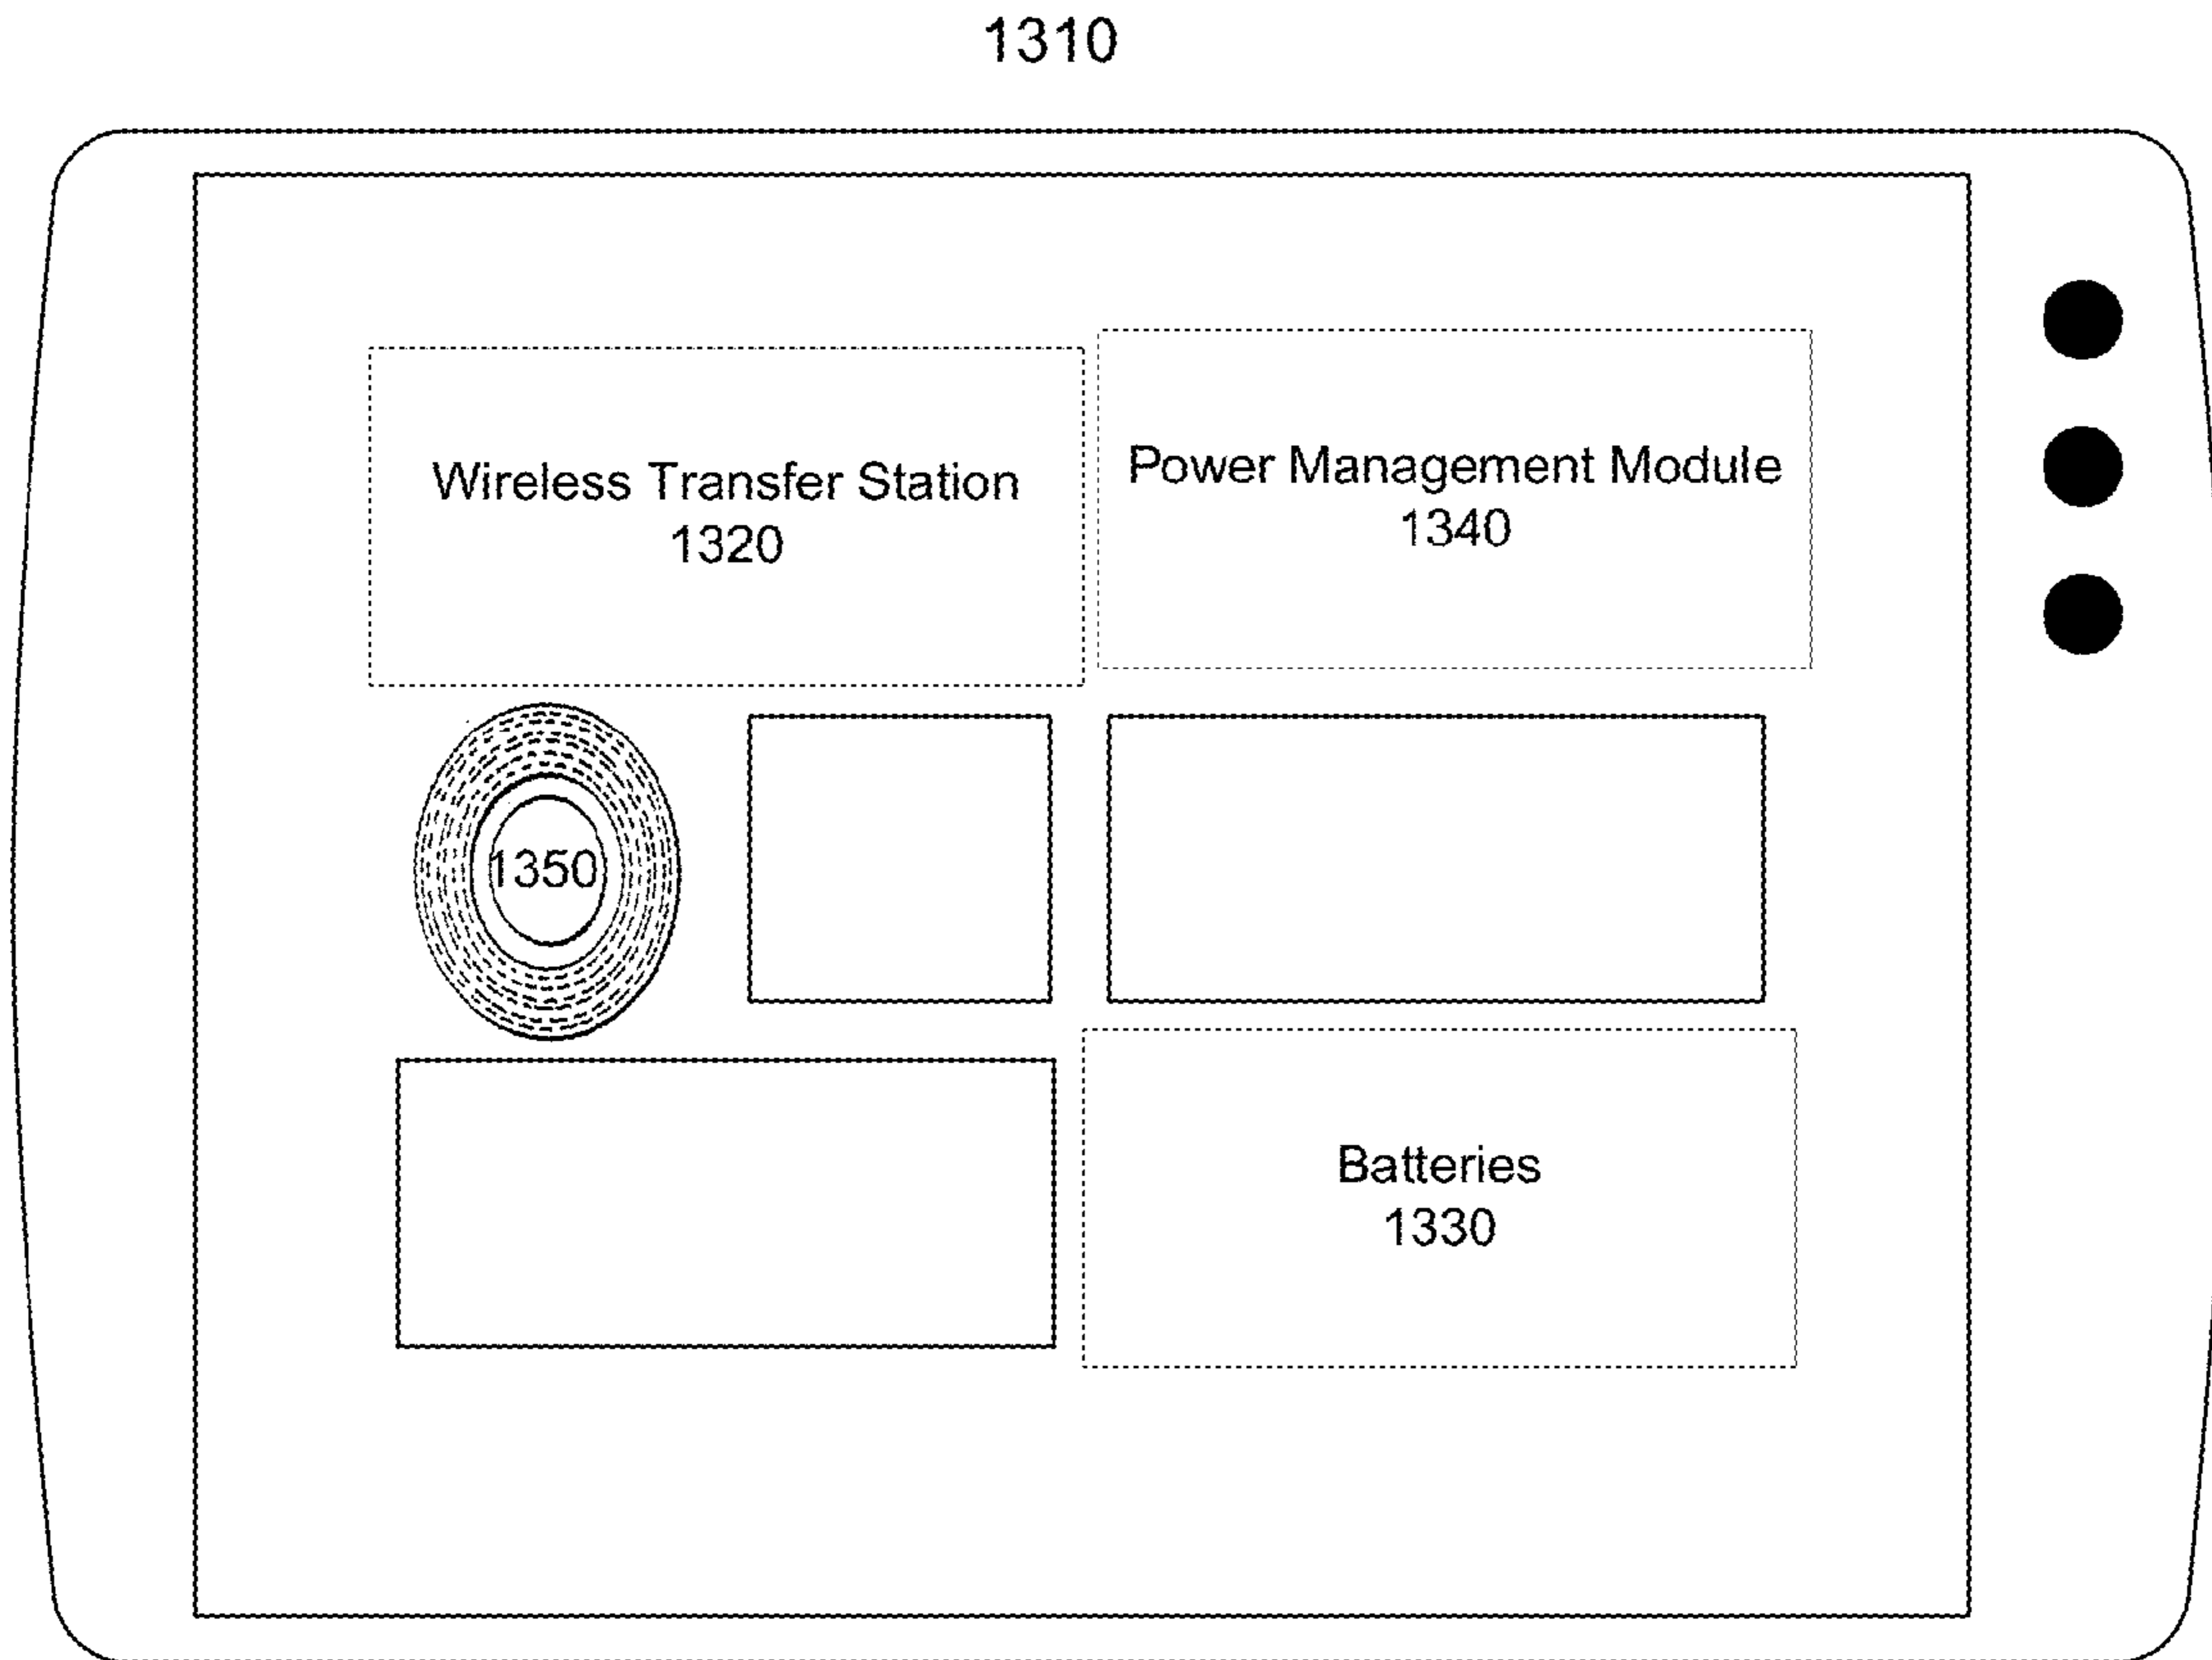 1310
Wireless Transfer Station
1320
Power Management Module
1340
1350
Batteries
1330